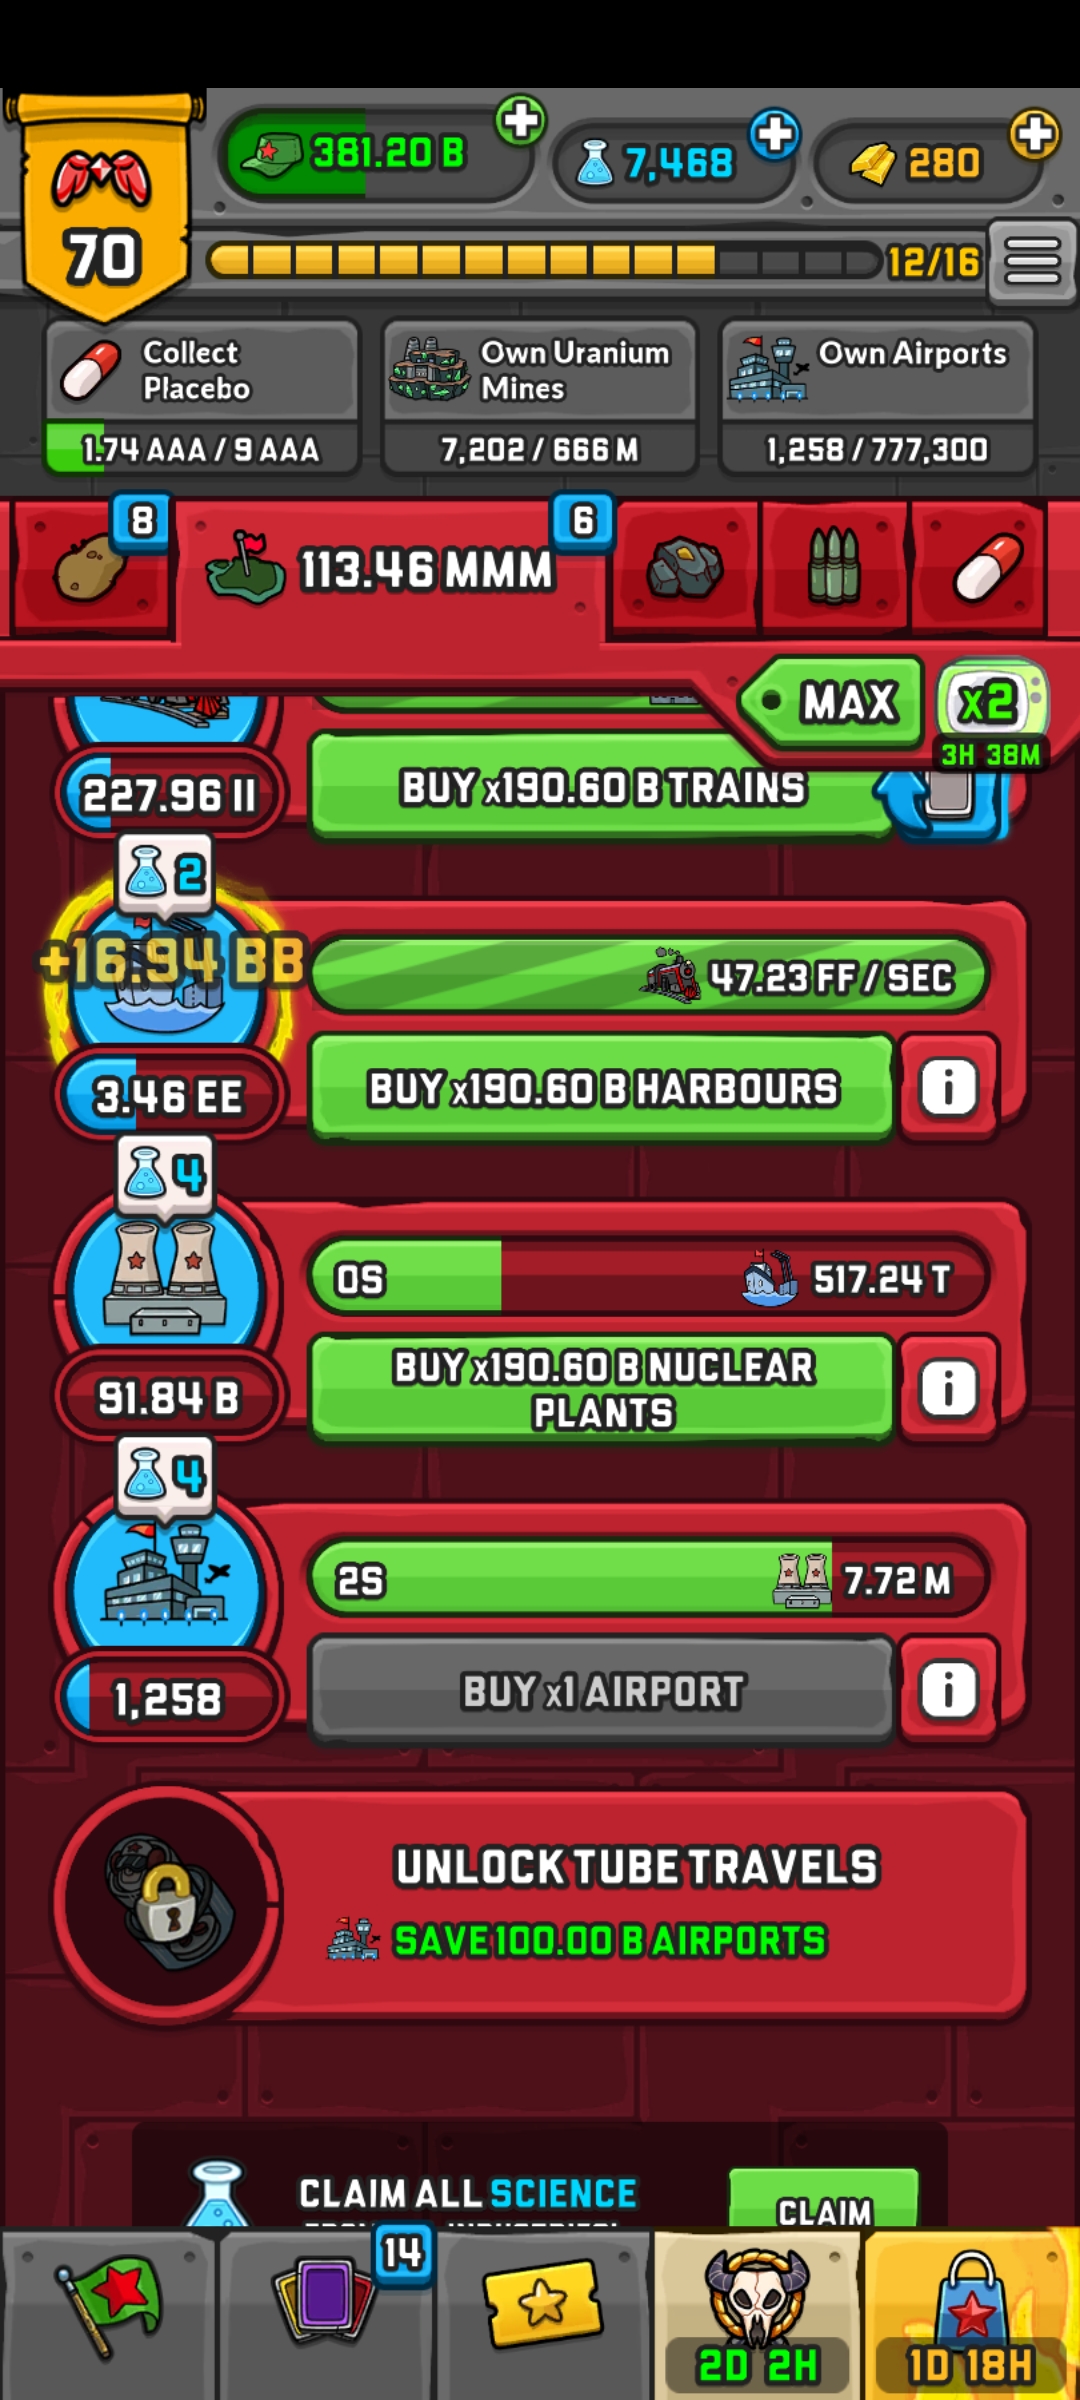 381.20 B
7,468
280
70
12/16
Collect
Placebo
Own Uranium
Mines
Own Airports
1.74 AAA / 9 AAA
7,202 / 666 M
1,258 / 777,300
8
113.46 MMM
6
MAX
x2
3H 38M
227.96 II
BUY x190.60 B TRAINS
2
+16.94 BB
47.23 FF / SEC
3.46 EE
BUY x190.60 B HARBOURS
i
4
0S
517.24 T
91.84 B
BUY x190.60 B NUCLEAR
PLANTS
i
4
2S
7.72 M
1,258
BUY x1 AIRPORT
i
UNLOCK TUBE TRAVELS
SAVE 100.00 B AIRPORTS
CLAIM ALL SCIENCE
CLAIM
14
2D 2H
1D 18H